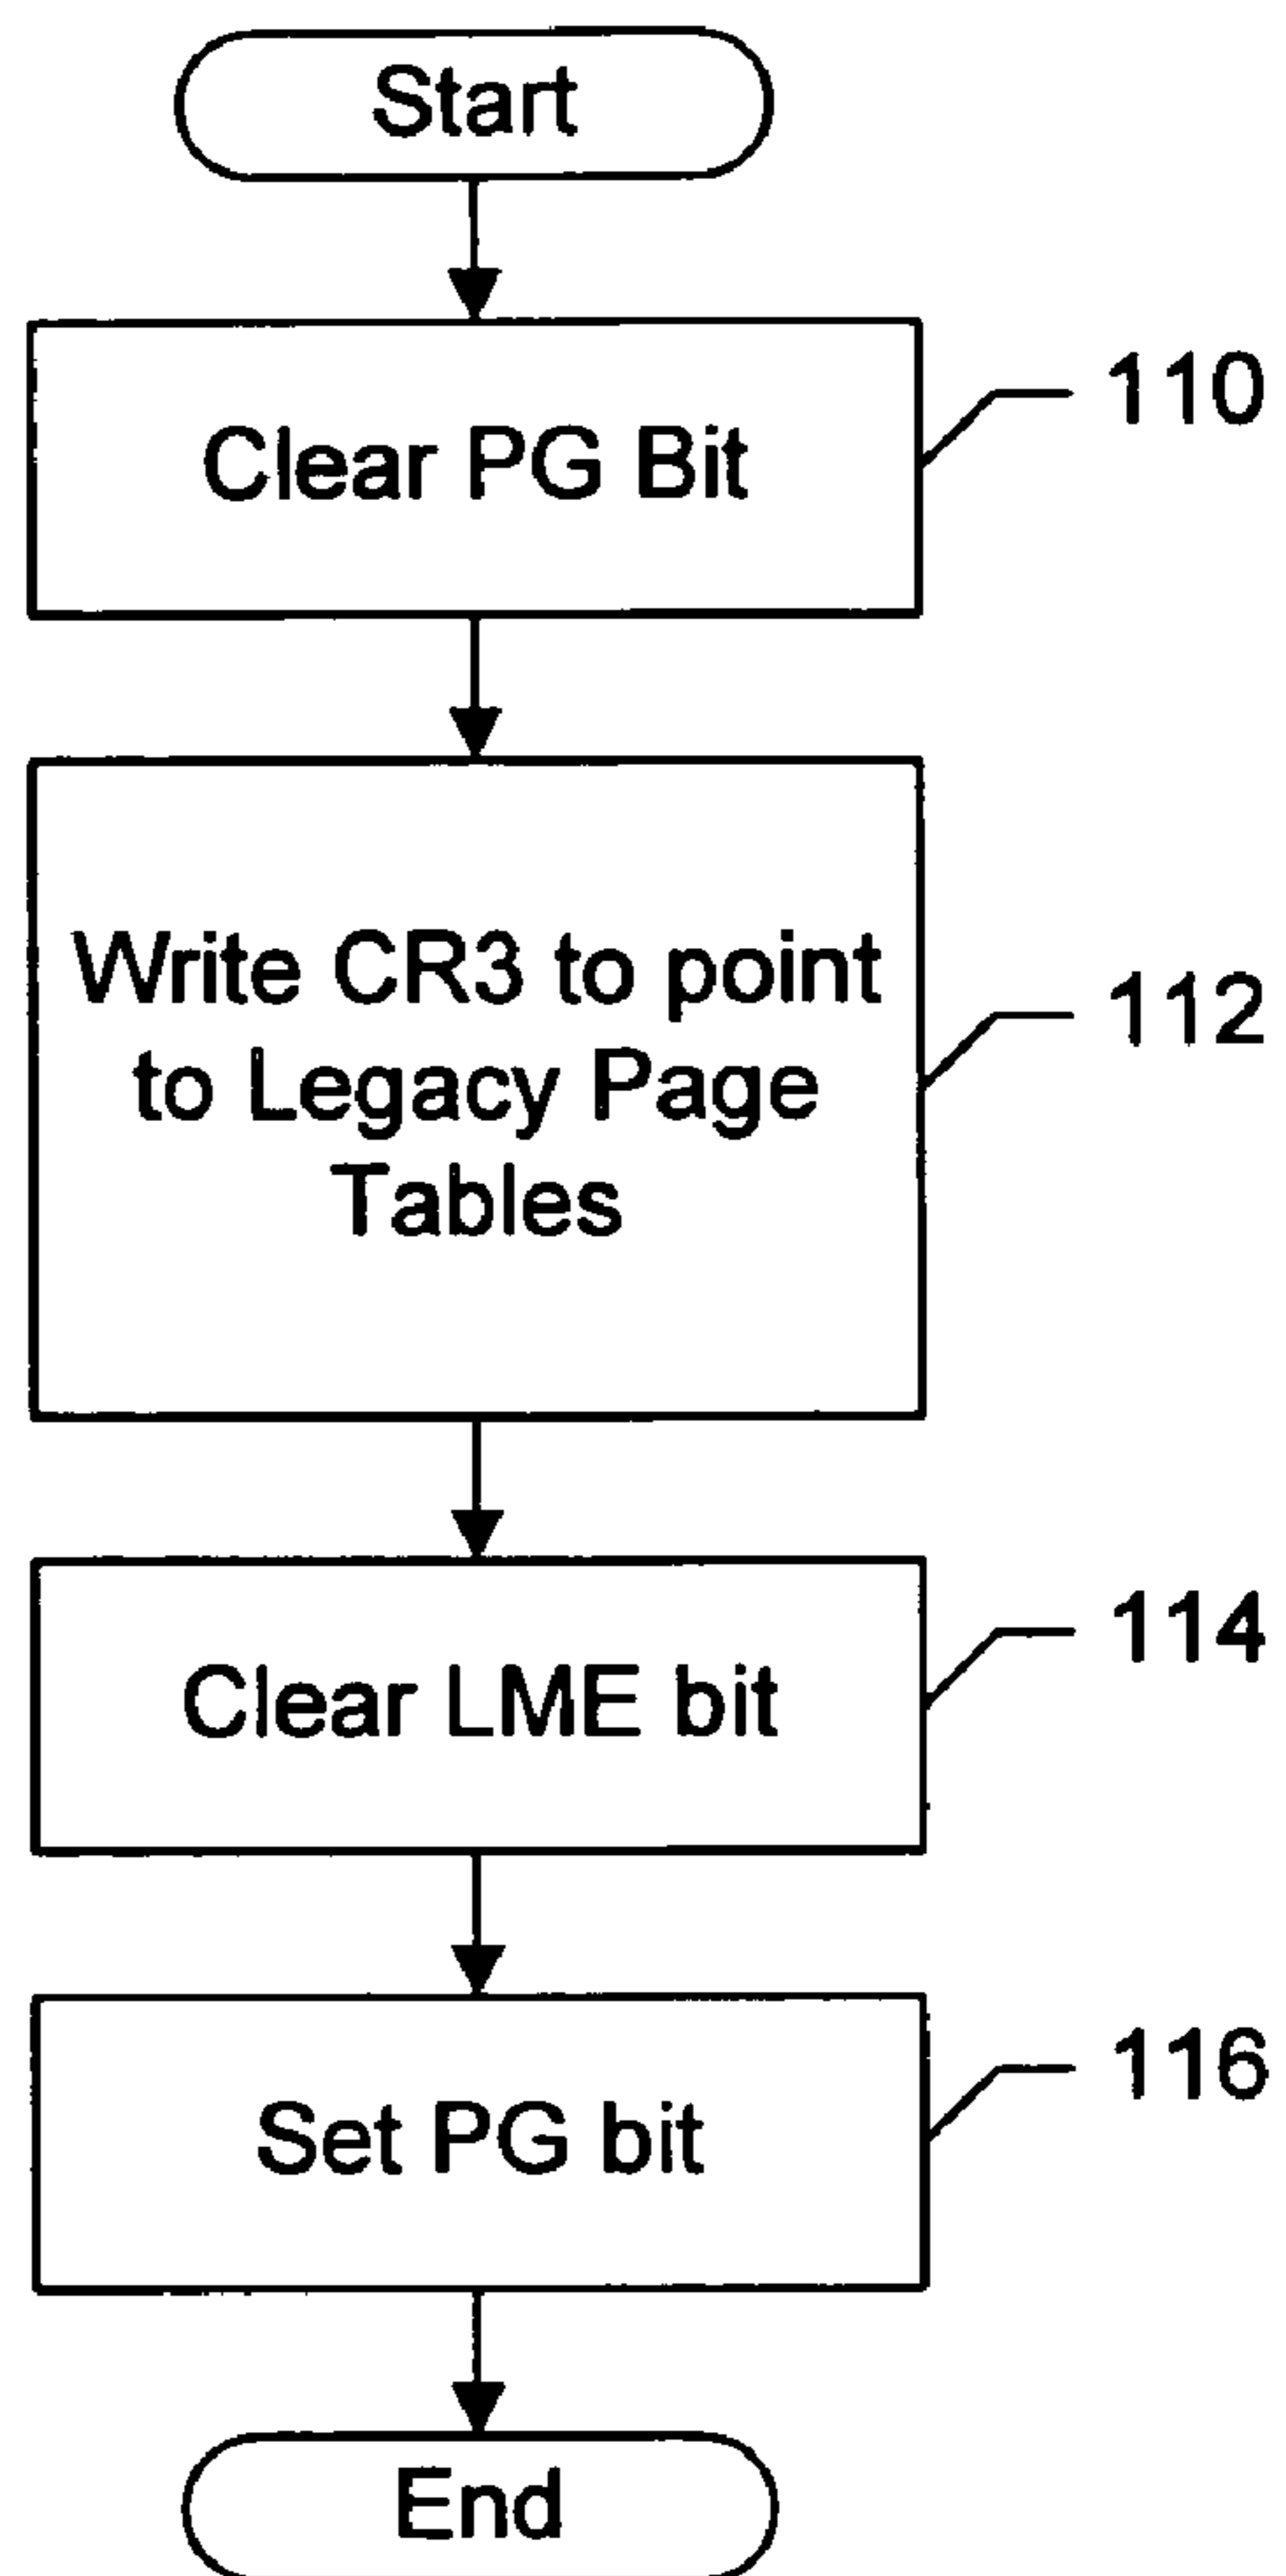 Start
Clear PG Bit
110
Write CR3 to point
to Legacy Page
Tables
112
Clear LME bit
114
Set PG bit
116
End